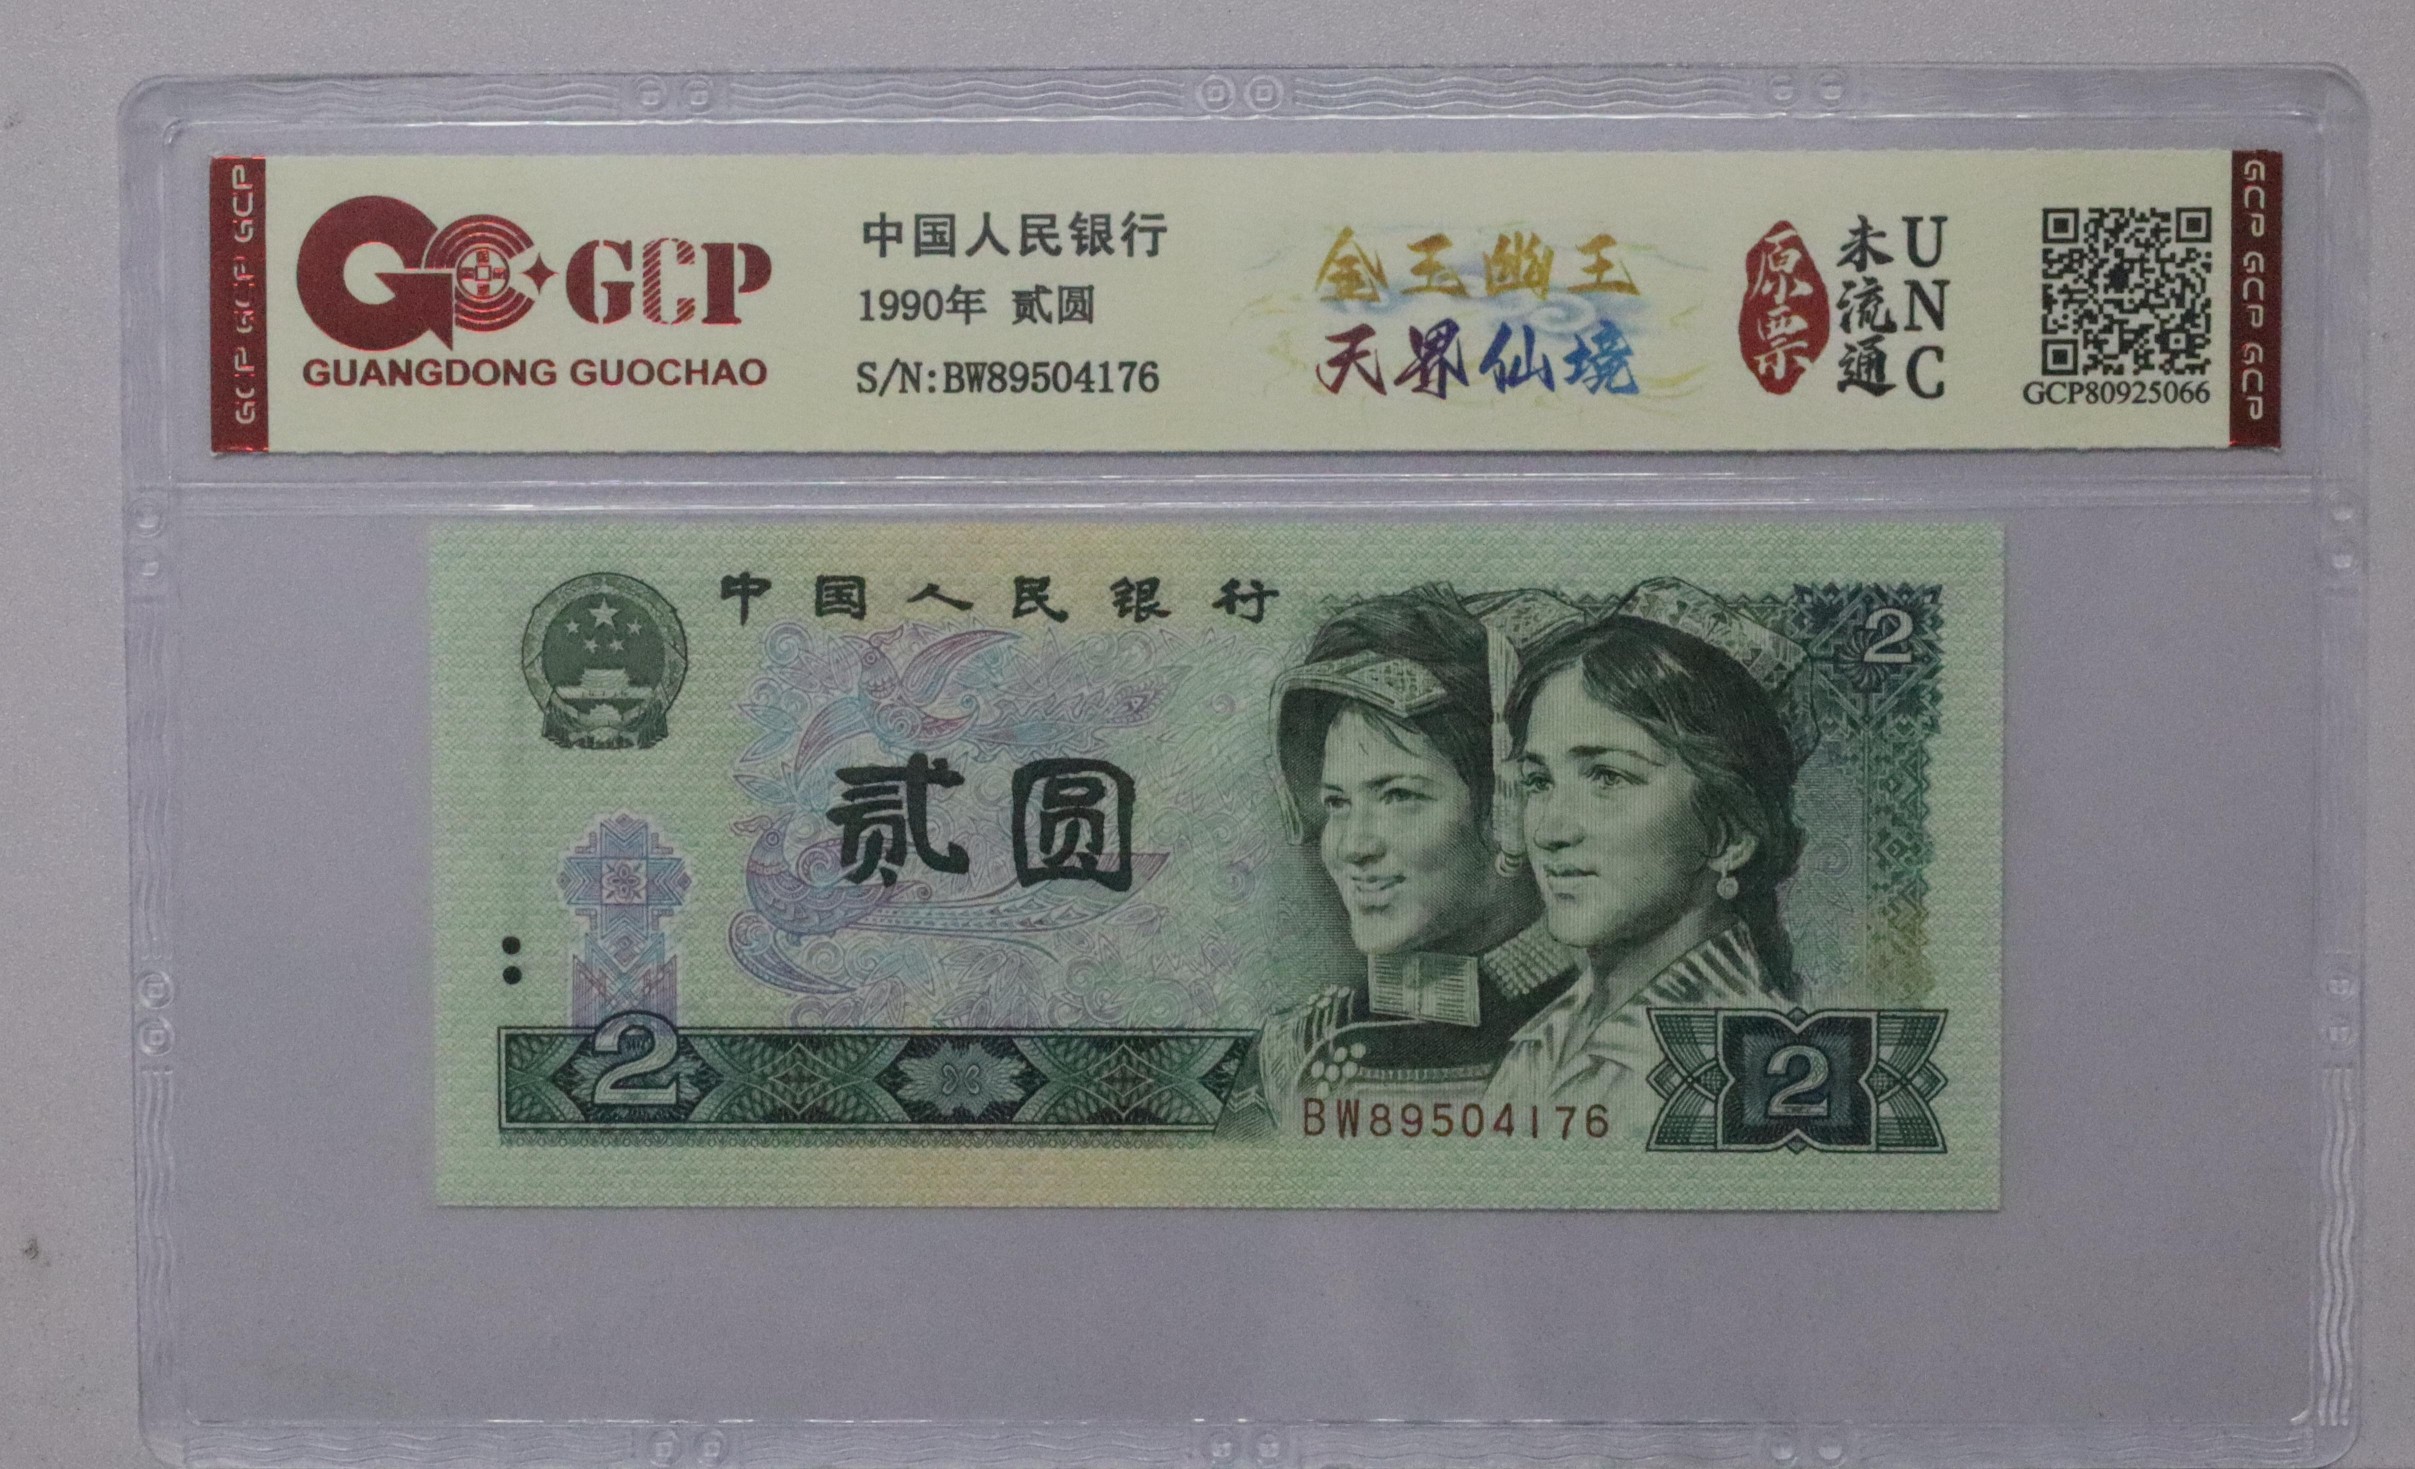 GCP GCP GCP
GCP
GUANGDONG GUOCHAO
中国人民银行
1990年 贰圆
S/N:BW89504176
金玉幽王
天界仙境
原票
未流通
UNC
GCP80925066
GCP GCP GCP
中国人民银行
2
贰圆
2
BW89504176
2